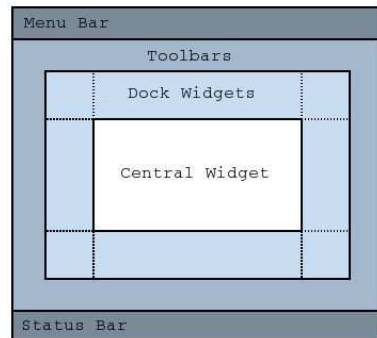 Menu Bar
Toolbars
Dock Widgets
Central Widget
Status Bar